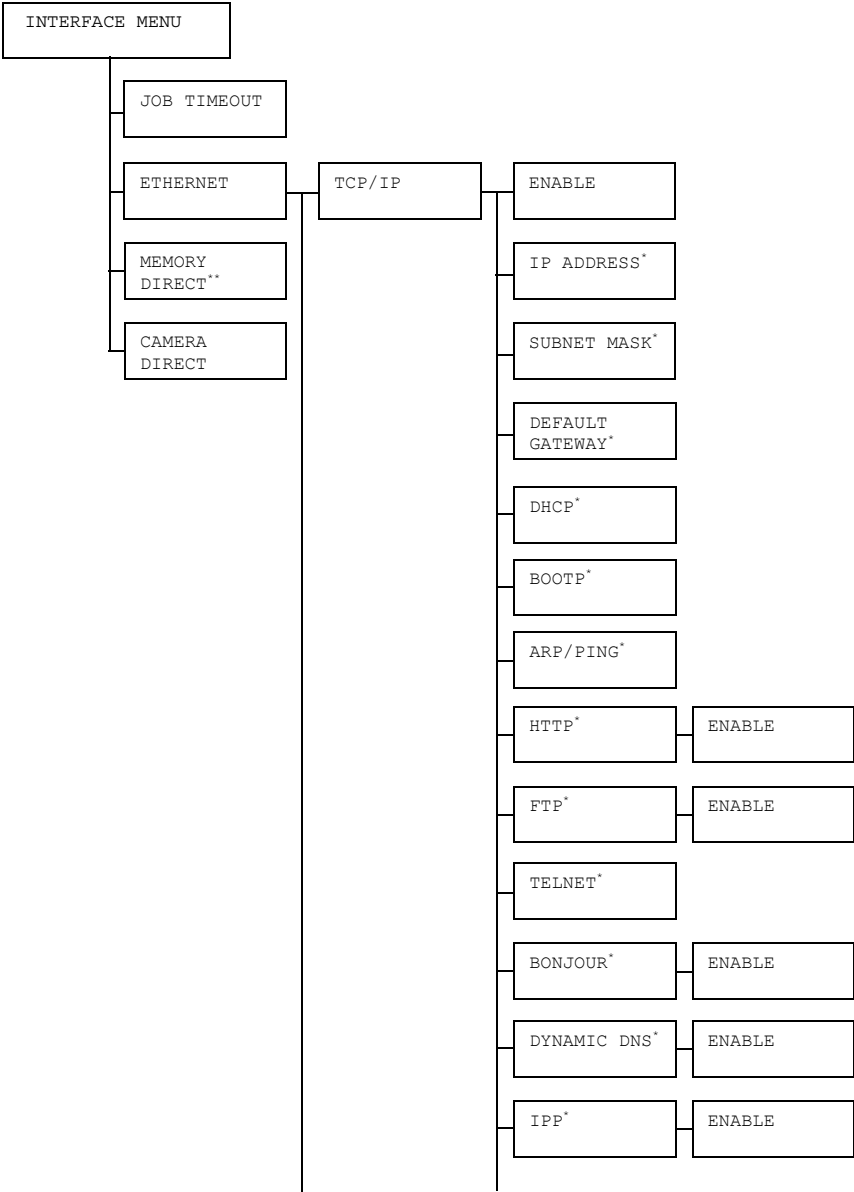 INTERFACE MENU
JOB TIMEOUT
ETHERNET
TCP/IP
ENABLE
MEMORY
DIRECT**
IP ADDRESS*
CAMERA
DIRECT
SUBNET MASK*
DEFAULT
GATEWAY*
DHCP*
BOOTP*
ARP/PING*
HTTP*
ENABLE
FTP*
ENABLE
TELNET*
BONJOUR*
ENABLE
DYNAMIC DNS*
ENABLE
IPP*
ENABLE